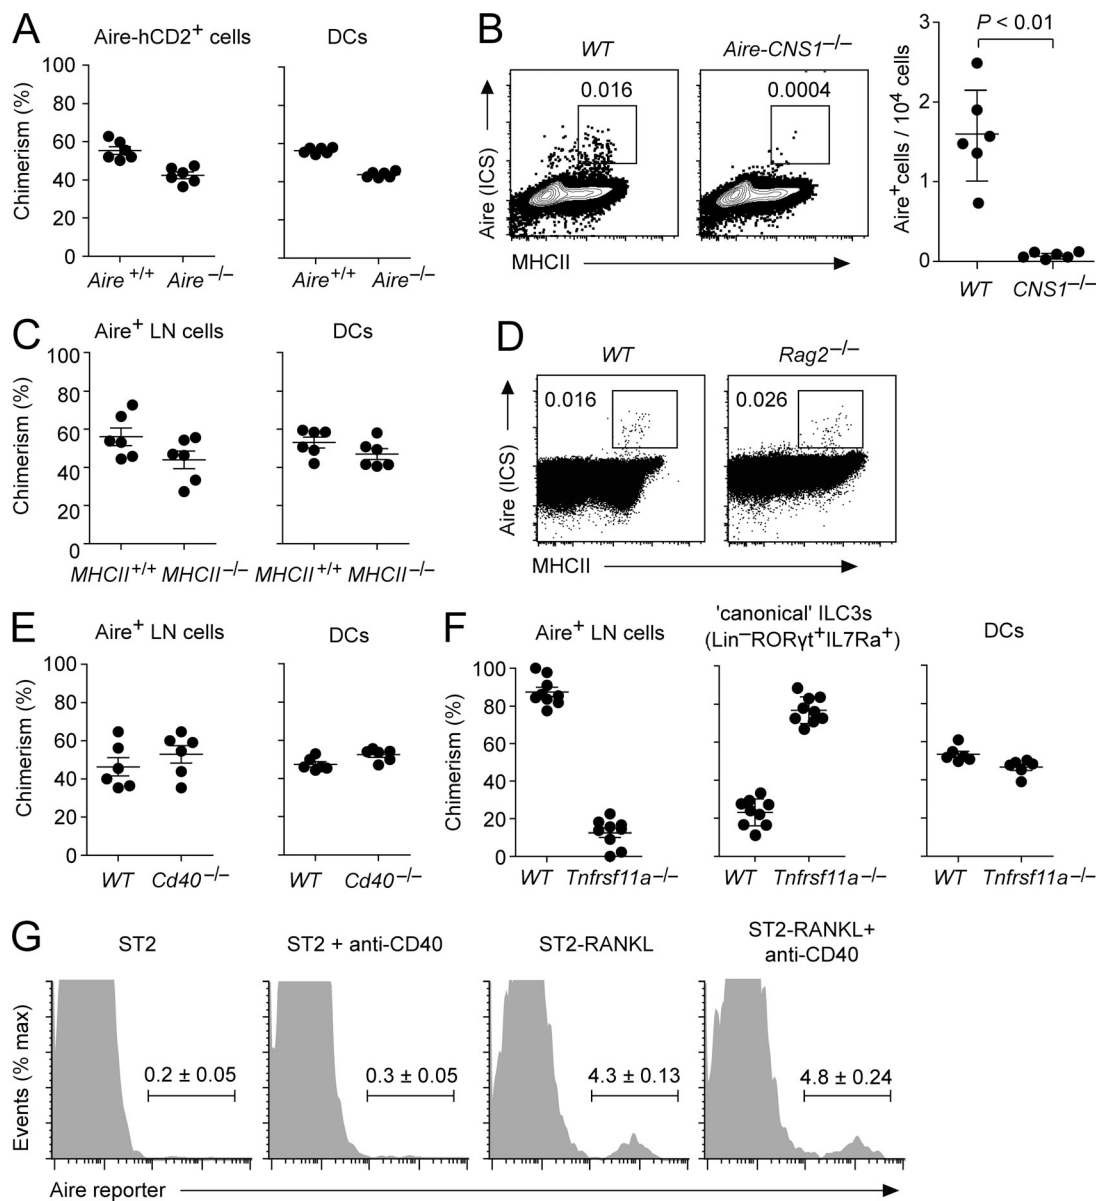 A
Aire-hCD2⁺ cells
DCs
Chimerism (%)
100
80
60
40
20
0
Aire⁺/⁺ Aire⁻/⁻
Aire⁺/⁺ Aire⁻/⁻
B
WT
Aire-CNS1⁻/⁻
0.016
0.0004
Aire (ICS)
MHCII
P < 0.01
Aire⁺ cells / 10⁴ cells
3
2
1
0
WT CNS1⁻/⁻
C
Aire⁺ LN cells
DCs
Chimerism (%)
100
80
60
40
20
0
MHCII⁺/⁺ MHCII⁻/⁻
MHCII⁺/⁺ MHCII⁻/⁻
D
WT
Rag2⁻/⁻
0.016
0.026
Aire (ICS)
MHCII
E
Aire⁺ LN cells
DCs
Chimerism (%)
100
80
60
40
20
0
WT Cd40⁻/⁻
WT Cd40⁻/⁻
F
Aire⁺ LN cells
'canonical' ILC3s
(Lin⁻RORγt⁺IL7Ra⁺)
DCs
Chimerism (%)
100
80
60
40
20
0
WT Tnfrsf11a⁻/⁻
WT Tnfrsf11a⁻/⁻
WT Tnfrsf11a⁻/⁻
G
ST2
ST2 + anti-CD40
ST2-RANKL
ST2-RANKL+
anti-CD40
Events (% max)
0.2 ± 0.05
0.3 ± 0.05
4.3 ± 0.13
4.8 ± 0.24
Aire reporter